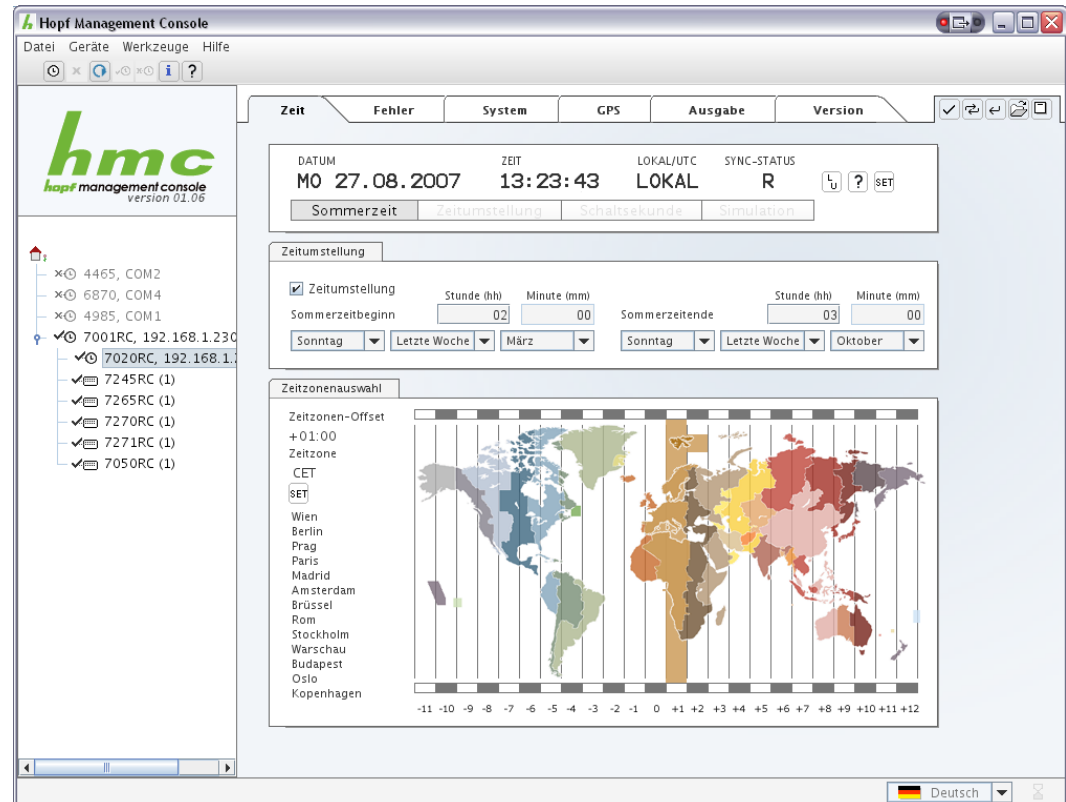 Hopf Management Console
Datei Geräte Werkzeuge Hilfe
hmc
hopf management console
version 01.06
4465, COM2
6870, COM4
4985, COM1
7001RC, 192.168.1.230
7020RC, 192.168.1.
7245RC (1)
7265RC (1)
7270RC (1)
7271RC (1)
7050RC (1)
Zeit Fehler System GPS Ausgabe Version
DATUM ZEIT LOKAL/UTC SYNC-STATUS
MO 27.08.2007 13:23:43 LOKAL R L U ? SET
Sommerzeit Zeitumstellung Schaltsekunde Simulation
Zeitumstellung
Zeitumstellung
Stunde (hh) Minute (mm) Stunde (hh) Minute (mm)
Sommerzeitbeginn 02 00 Sommerzeitende 03 00
Sonntag Letzte Woche März Sonntag Letzte Woche Oktober
Zeitzonenauswahl
Zeitzonen-Offset
+01:00
Zeitzone
CET
SET
Wien
Berlin
Prag
Paris
Madrid
Amsterdam
Brüssel
Rom
Stockholm
Warschau
Budapest
Oslo
Kopenhagen
-11 -10 -9 -8 -7 -6 -5 -4 -3 -2 -1 0 +1 +2 +3 +4 +5 +6 +7 +8 +9 +10 +11 +12
Deutsch